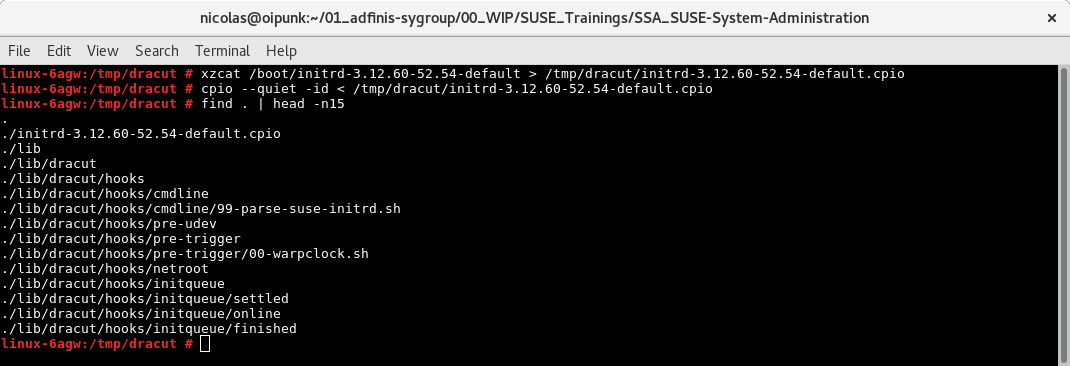 nicolas@oipunk:~/01_adfinis-sygroup/00_WIP/SUSE_Trainings/SSA_SUSE-System-Administration
File Edit View Search Terminal Help
linux-6agw:/tmp/dracut # xzcat /boot/initrd-3.12.60-52.54-default > /tmp/dracut/initrd-3.12.60-52.54-default.cpio
linux-6agw:/tmp/dracut # cpio --quiet -id < /tmp/dracut/initrd-3.12.60-52.54-default.cpio
linux-6agw:/tmp/dracut # find . | head -n15
.
./initrd-3.12.60-52.54-default.cpio
./lib
./lib/dracut
./lib/dracut/hooks
./lib/dracut/hooks/cmdline
./lib/dracut/hooks/cmdline/99-parse-suse-initrd.sh
./lib/dracut/hooks/pre-udev
./lib/dracut/hooks/pre-trigger
./lib/dracut/hooks/pre-trigger/00-warpclock.sh
./lib/dracut/hooks/netroot
./lib/dracut/hooks/initqueue
./lib/dracut/hooks/initqueue/settled
./lib/dracut/hooks/initqueue/online
./lib/dracut/hooks/initqueue/finished
linux-6agw:/tmp/dracut #